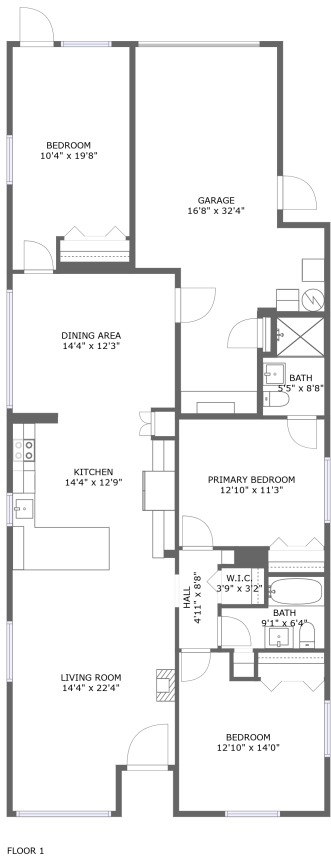 BEDROOM
10'4" x 19'8"
GARAGE
16'8" x 32'4"
DINING AREA
14'4" x 12'3"
BATH
5'5" x 8'8"
KITCHEN
14'4" x 12'9"
PRIMARY BEDROOM
12'10" x 11'3"
HALL
4'11" x 8'8"
W.I.C.
3'9" x 3'2"
BATH
9'1" x 6'4"
LIVING ROOM
14'4" x 22'4"
BEDROOM
12'10" x 14'0"
FLOOR 1